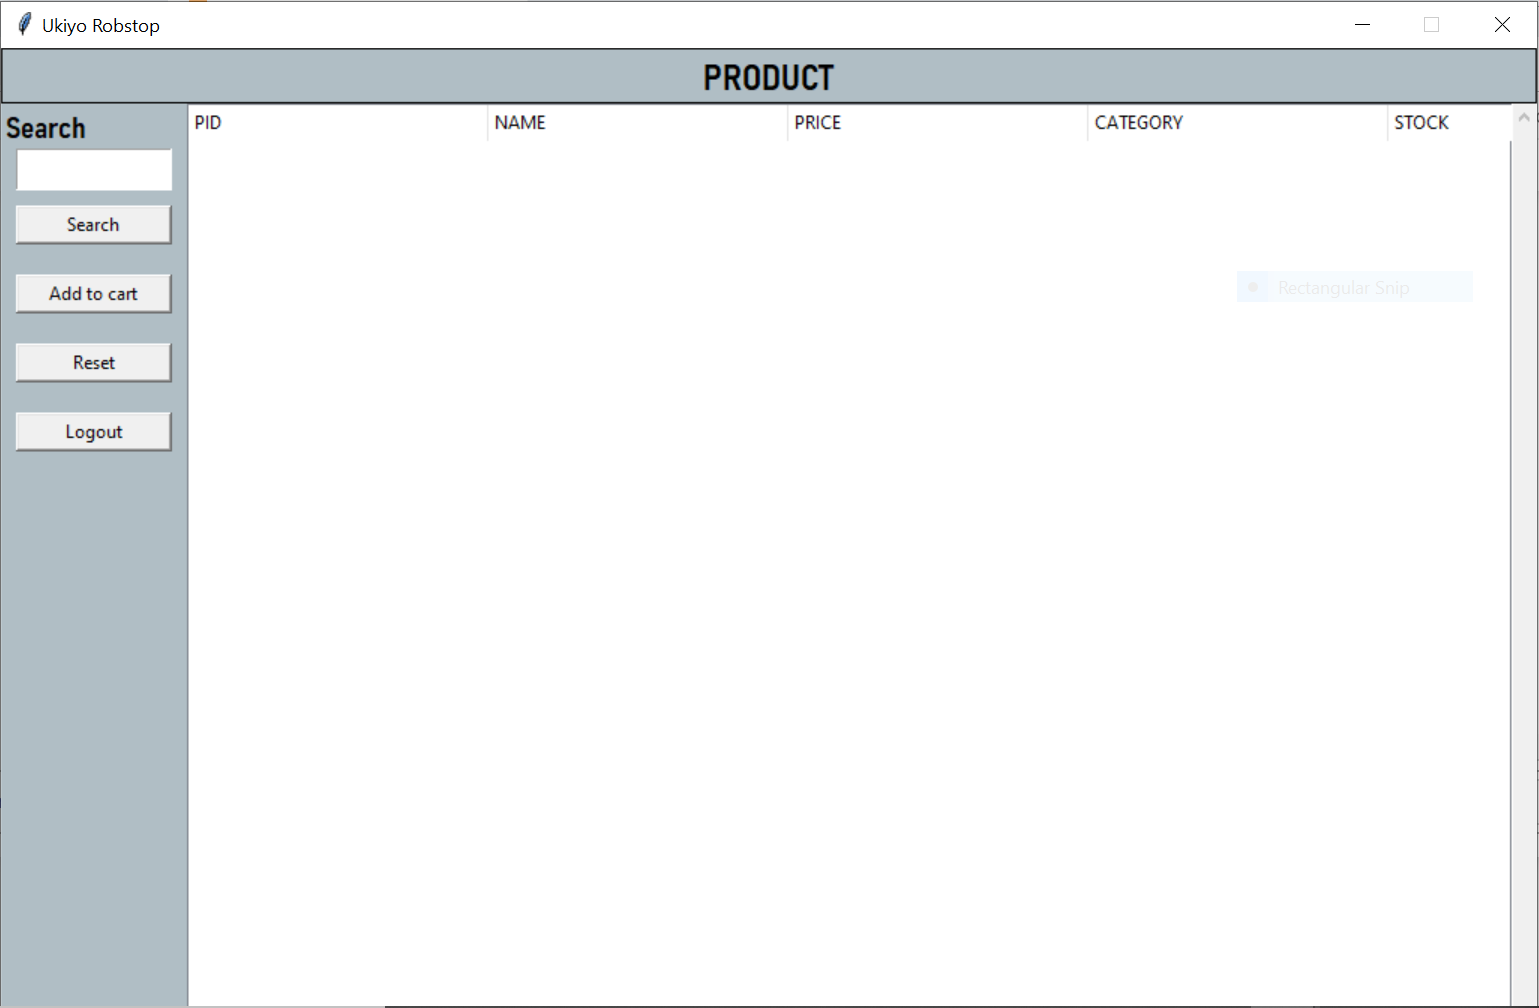 Ukiyo Robstop
PRODUCT
Search
PID NAME PRICE CATEGORY STOCK
Search
Add to cart
Rectangular Snip
Reset
Logout